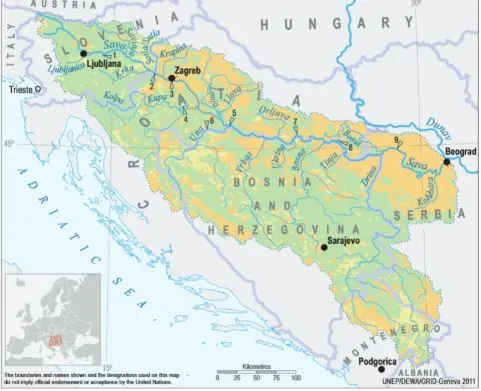 AUSTRIA
20°
HUNGARY
ITALY
SLOVENIA
Sava
Ljubljana
Ljubljanica
Krka
Sotla/Sutla
Krapina
1
Zagreb
2
3
Trieste
Kolpa
Kupa
4
CROATIA
Lonja
Ilova
Orljava
5
6
7
45°
Una
Vrbas
Ukrina
Bosna
Tinja
Bosut
8
9
Dunav
Beograd
Sava
Drina
Kolubara
BOSNIA
AND
HERZEGOVINA
SERBIA
Sarajevo
ADRIATIC SEA
MONTENEGRO
Podgorica
ALBANIA
15°
Kilometres
0 25 50 75 100
The boundaries and names shown and the designations used on this map
do not imply official endorsement or acceptance by the United Nations.
UNEP/DEWA/GRID-Geneva 2011